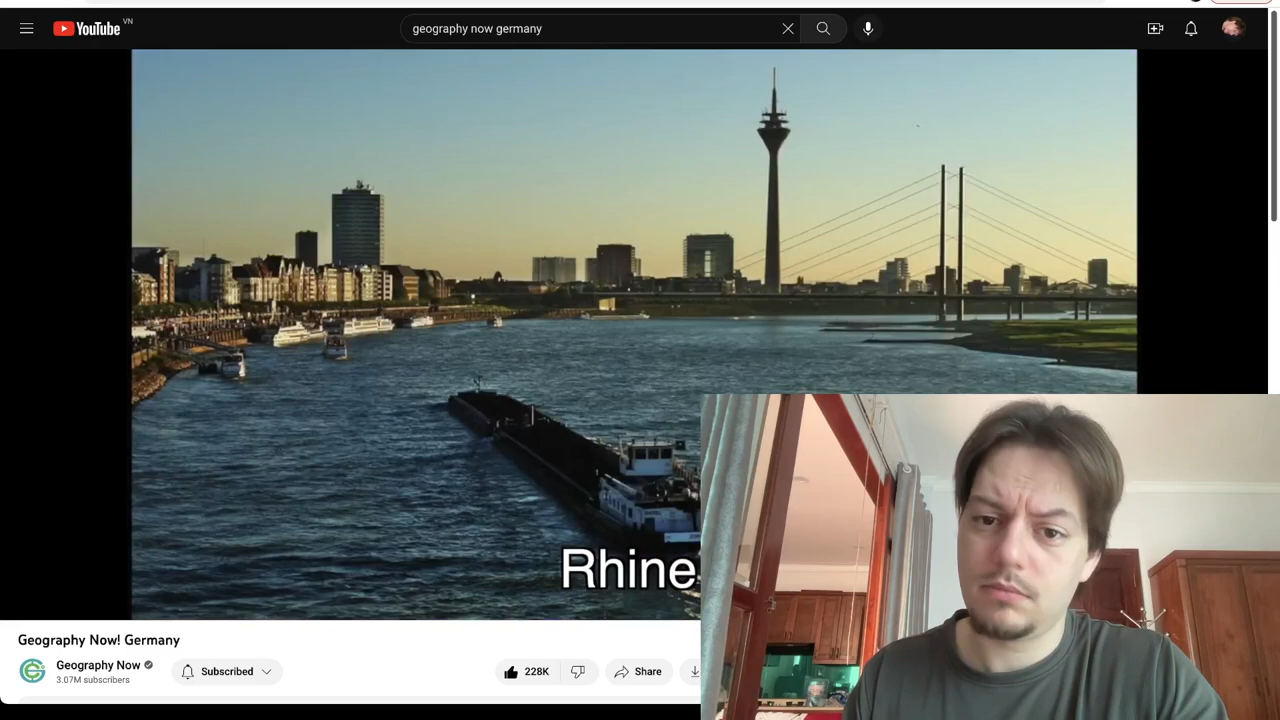 YouTube VN
geography now germany
Rhine
Geography Now! Germany
Geography Now
3.07M subscribers
Subscribed
228K
Share